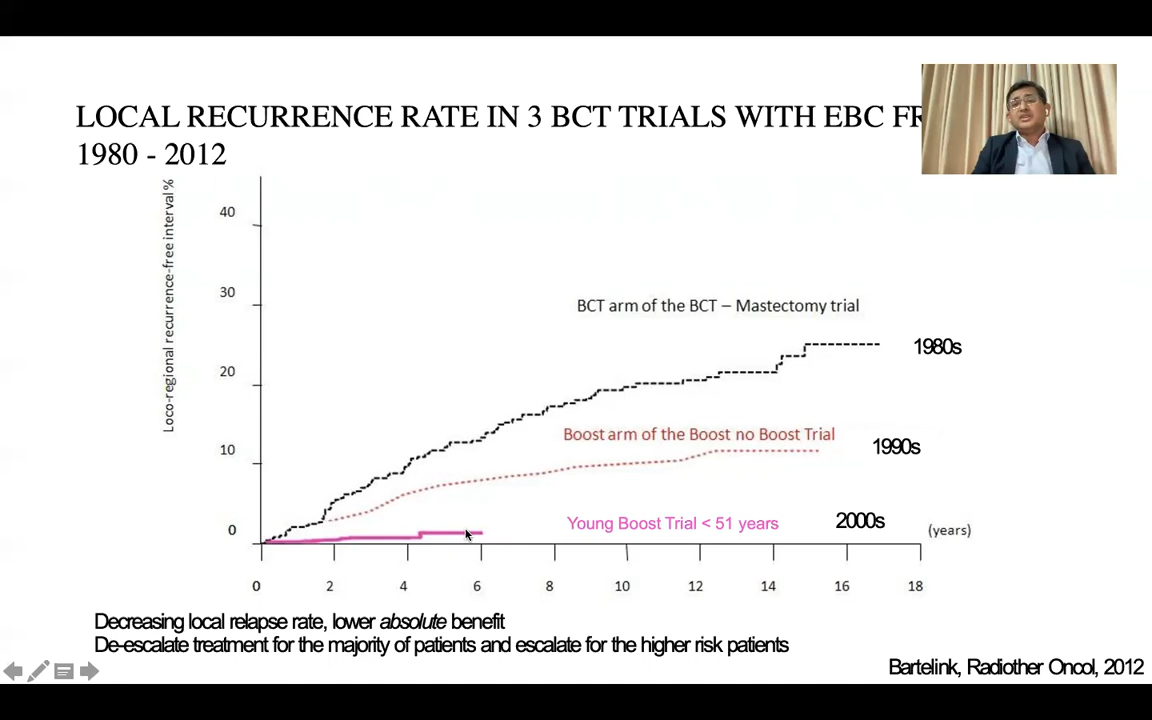 LOCAL RECURRENCE RATE IN 3 BCT TRIALS WITH EBC
1980 - 2012
Loco-regional recurrence-free interval %
40
30
20
10
0
BCT arm of the BCT – Mastectomy trial
1980s
Boost arm of the Boost no Boost Trial
1990s
Young Boost Trial < 51 years
2000s
(years)
0 2 4 6 8 10 12 14 16 18
Decreasing local relapse rate, lower absolute benefit
De-escalate treatment for the majority of patients and escalate for the higher risk patients
Bartelink, Radiother Oncol, 2012